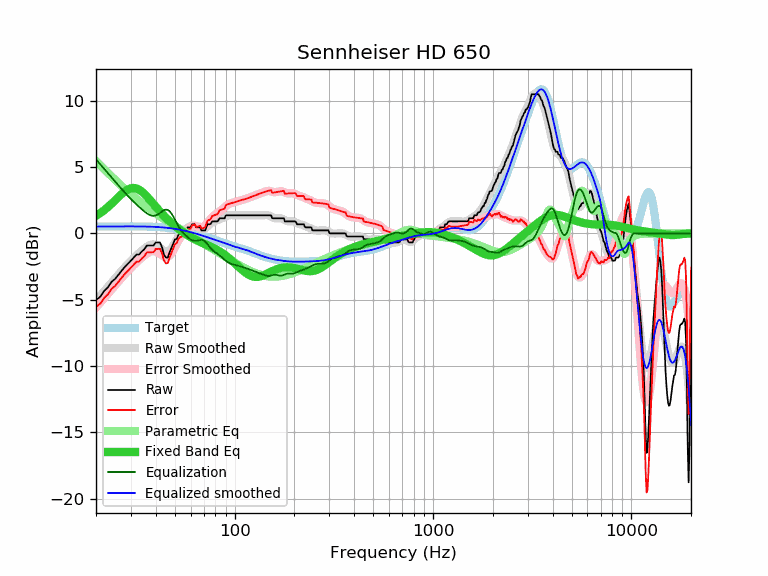 Sennheiser HD 650
Amplitude (dBr)
10
5
0
−5
−10
−15
−20
Target
Raw Smoothed
Error Smoothed
Raw
Error
Parametric Eq
Fixed Band Eq
Equalization
Equalized smoothed
100
1000
10000
Frequency (Hz)